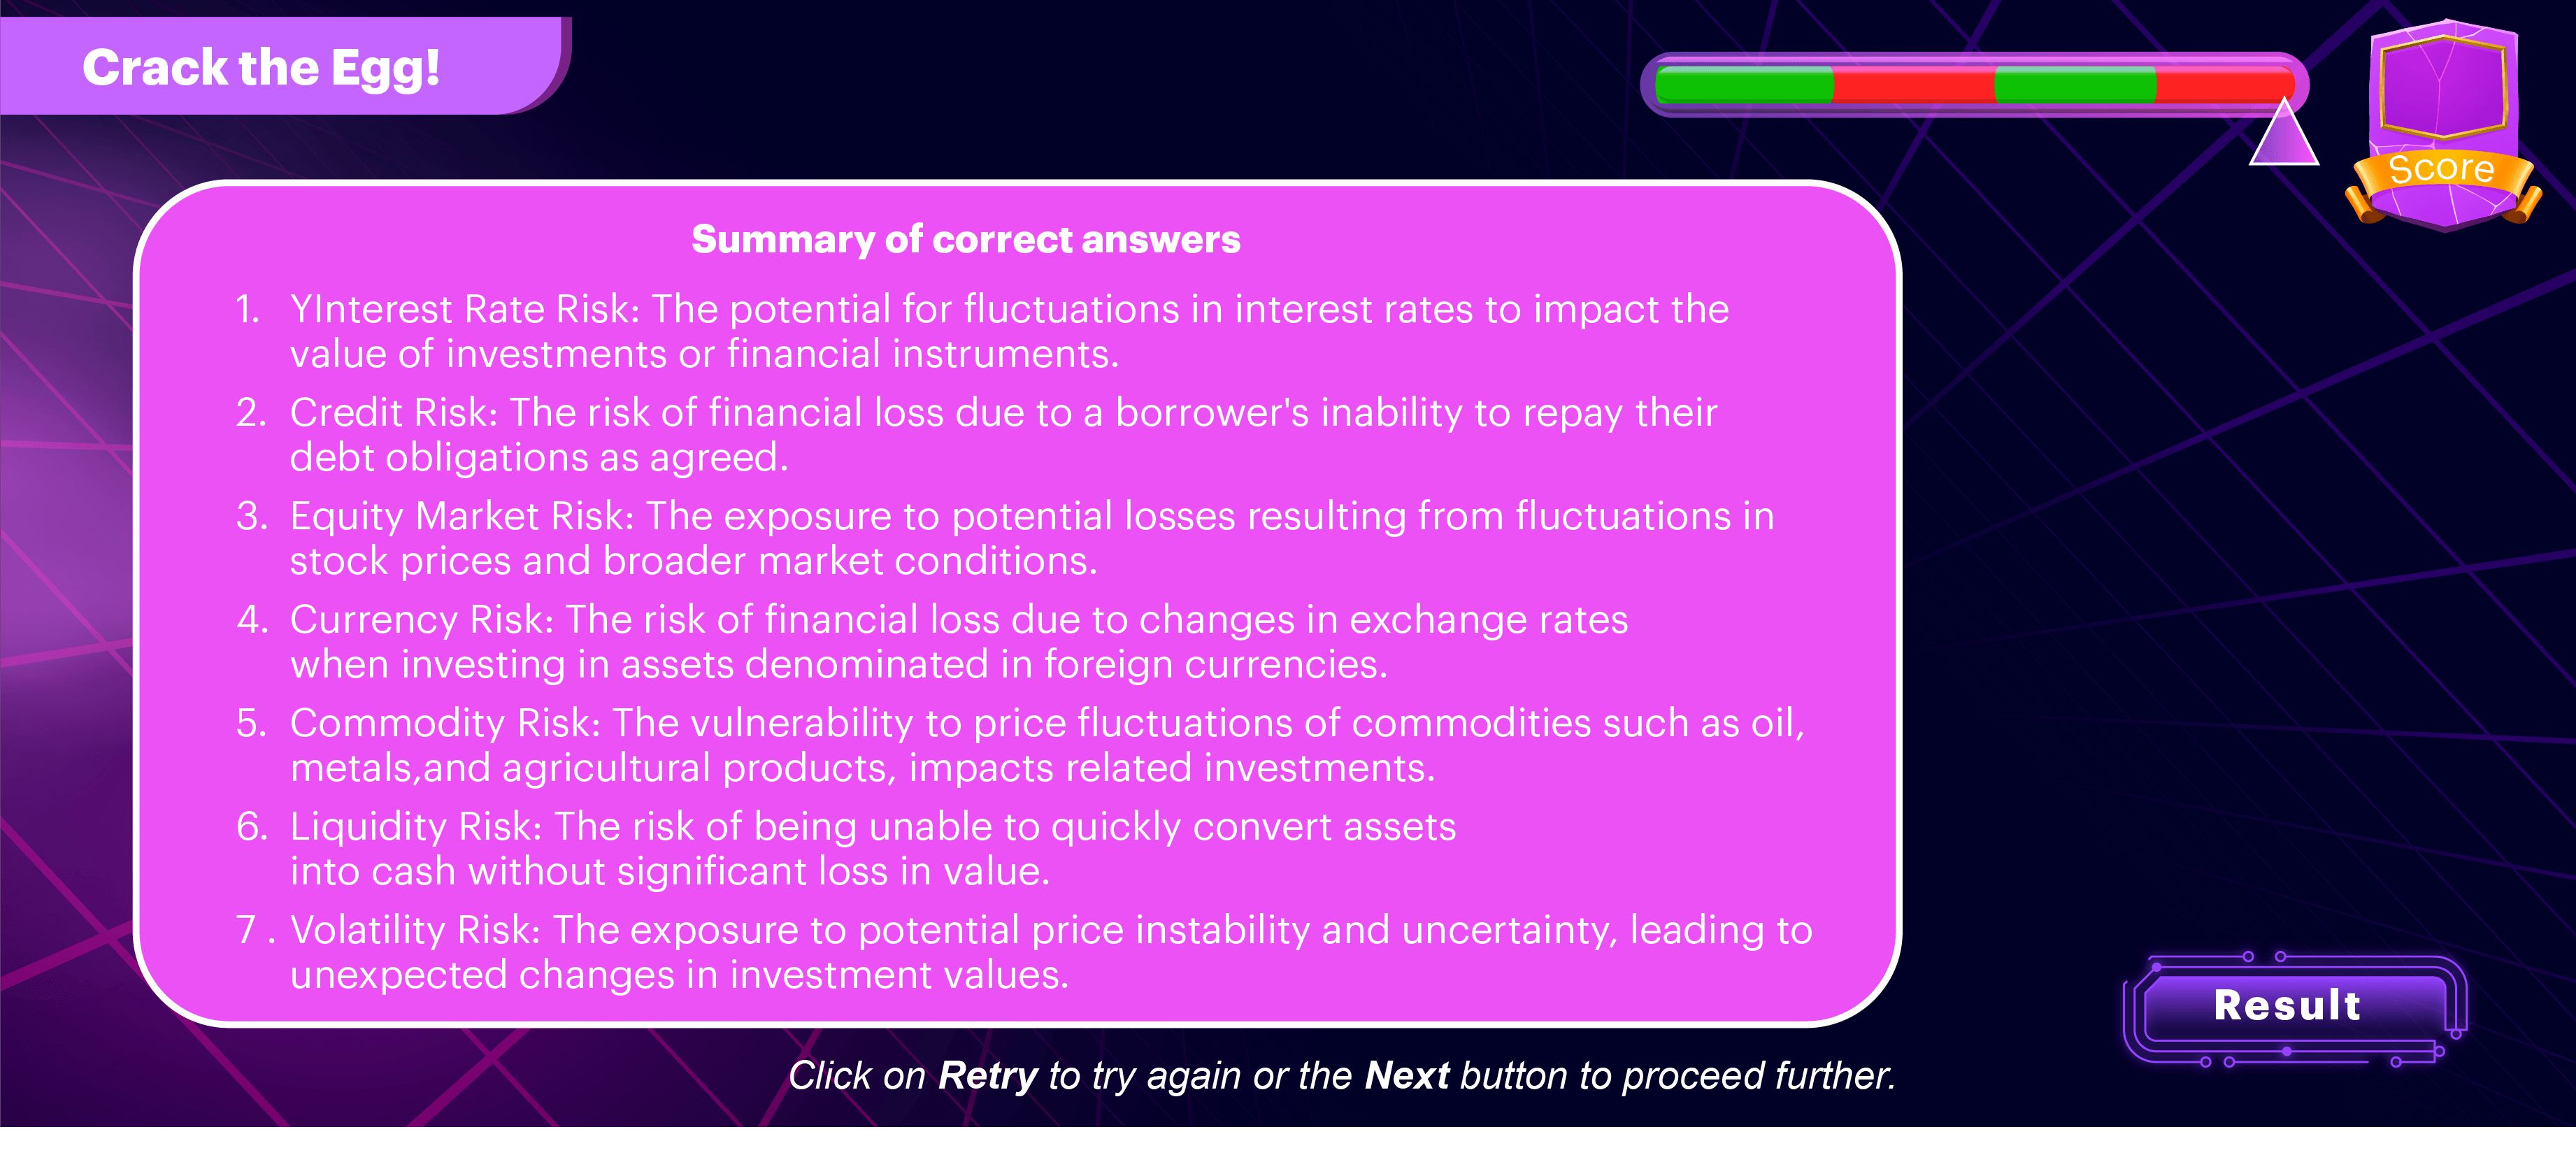 Crack the Egg!
Score
Summary of correct answers
1. YInterest Rate Risk: The potential for fluctuations in interest rates to impact the
value of investments or financial instruments.
2. Credit Risk: The risk of financial loss due to a borrower's inability to repay their
debt obligations as agreed.
3. Equity Market Risk: The exposure to potential losses resulting from fluctuations in
stock prices and broader market conditions.
4. Currency Risk: The risk of financial loss due to changes in exchange rates
when investing in assets denominated in foreign currencies.
5. Commodity Risk: The vulnerability to price fluctuations of commodities such as oil,
metals,and agricultural products, impacts related investments.
6. Liquidity Risk: The risk of being unable to quickly convert assets
into cash without significant loss in value.
7 . Volatility Risk: The exposure to potential price instability and uncertainty, leading to
unexpected changes in investment values.
Result
Click on Retry to try again or the Next button to proceed further.